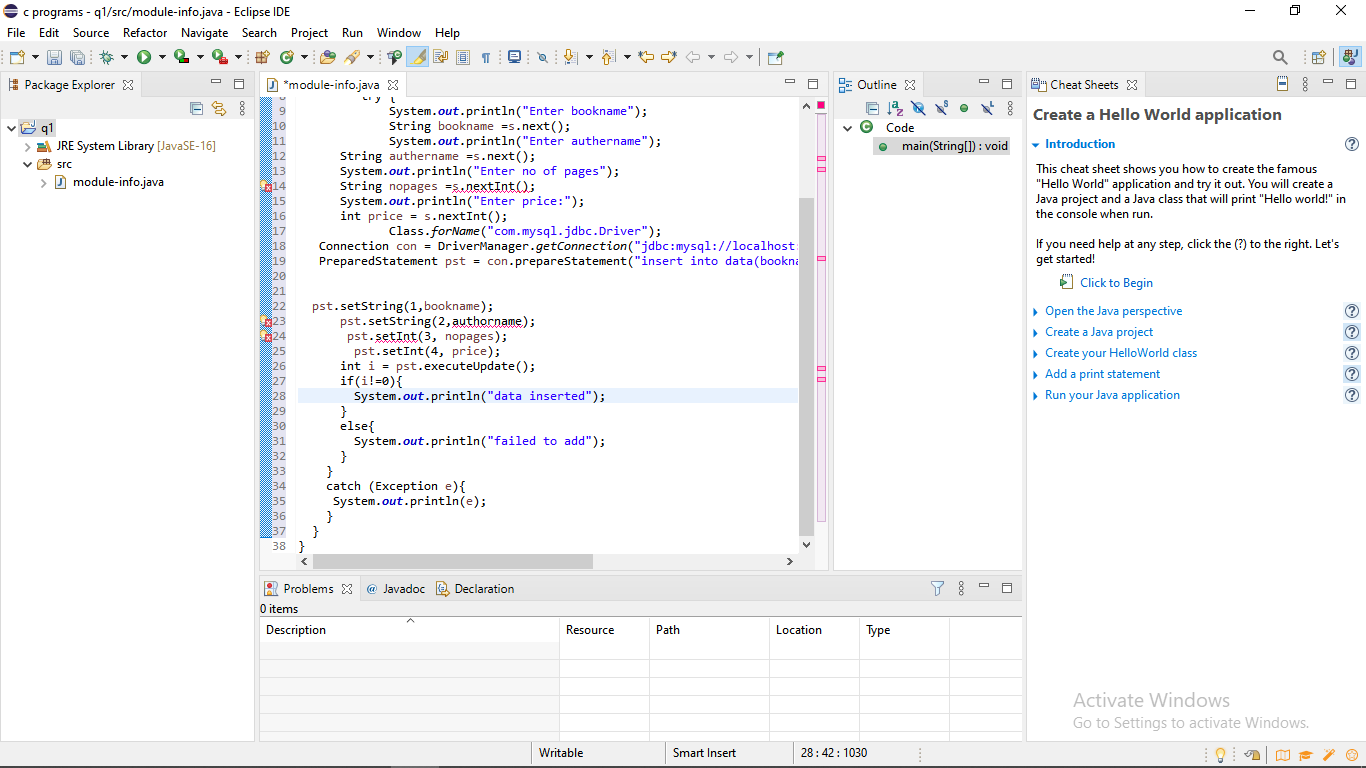 c programs - q1/src/module-info.java - Eclipse IDE
File Edit Source Refactor Navigate Search Project Run Window Help
Package Explorer
q1
JRE System Library [JavaSE-16]
src
module-info.java
*module-info.java
8 try {
9 System.out.println("Enter bookname");
10 String bookname =s.next();
11 System.out.println("Enter authername");
12 String authername =s.next();
13 System.out.println("Enter no of pages");
14 String nopages =s.nextInt();
15 System.out.println("Enter price:");
16 int price = s.nextInt();
17 Class.forName("com.mysql.jdbc.Driver");
18 Connection con = DriverManager.getConnection("jdbc:mysql://localhost:
19 PreparedStatement pst = con.prepareStatement("insert into data(bookna
20
21
22 pst.setString(1,bookname);
23 pst.setString(2,authorname);
24 pst.setInt(3, nopages);
25 pst.setInt(4, price);
26 int i = pst.executeUpdate();
27 if(i!=0){
28 System.out.println("data inserted");
29 }
30 else{
31 System.out.println("failed to add");
32 }
33 }
34 catch (Exception e){
35 System.out.println(e);
36 }
37 }
38 }
Outline
Code
main(String[]) : void
Cheat Sheets
Create a Hello World application
Introduction
This cheat sheet shows you how to create the famous
"Hello World" application and try it out. You will create a
Java project and a Java class that will print "Hello world!" in
the console when run.
If you need help at any step, click the (?) to the right. Let's
get started!
Click to Begin
Open the Java perspective
Create a Java project
Create your HelloWorld class
Add a print statement
Run your Java application
Problems @ Javadoc Declaration
0 items
Description Resource Path Location Type
Activate Windows
Go to Settings to activate Windows.
Writable Smart Insert 28 : 42 : 1030